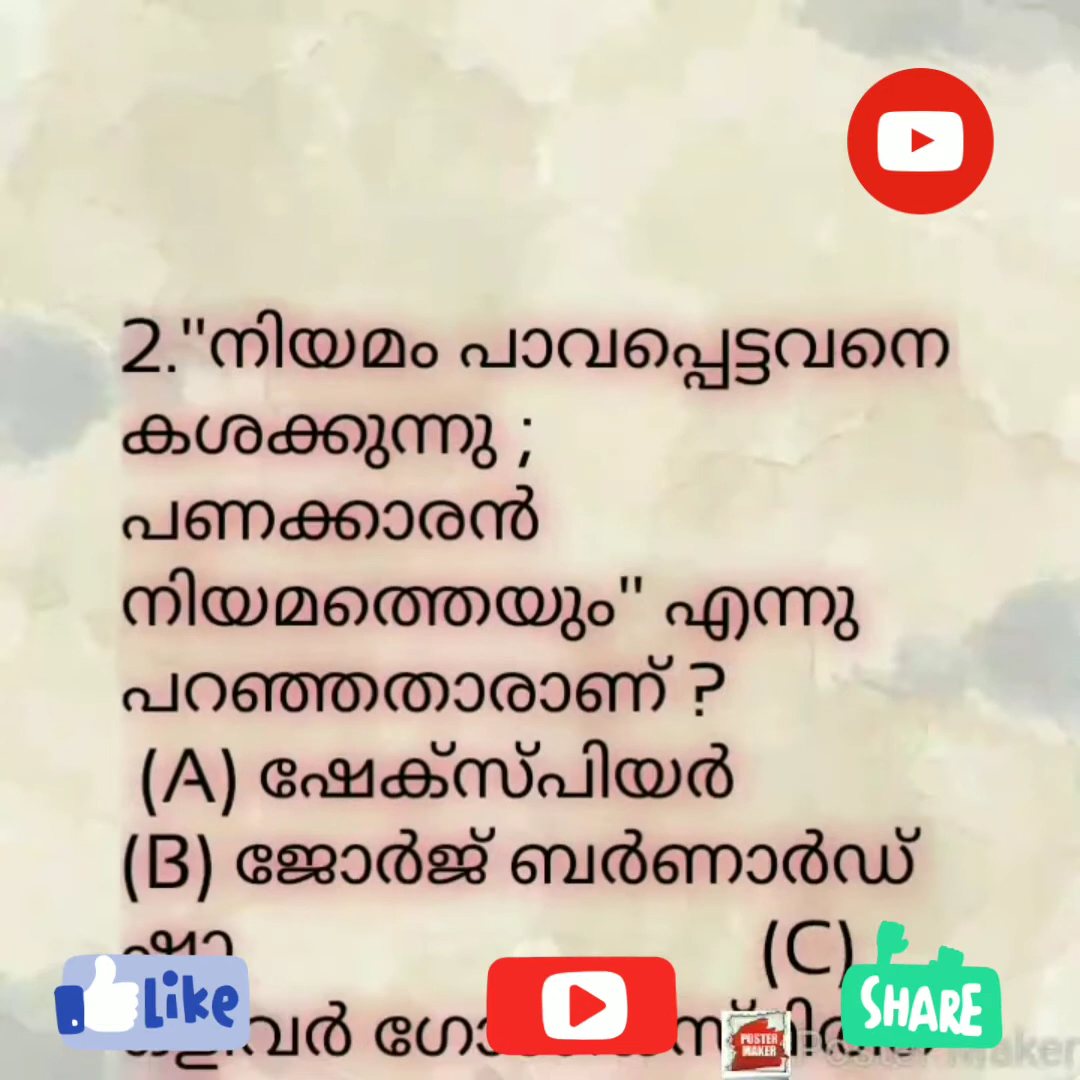 2."നിയമം പാവപ്പെട്ടവനെ
കശക്കുന്നു ;
പണക്കാരൻ
നിയമത്തെയും" എന്നു
പറഞ്ഞതാരാണ് ?
(A) ഷേക്സ്പിയർ
(B) ജോർജ് ബർണാർഡ്
ഷാ (C)
Like
SHARE
POSTER
MAKER